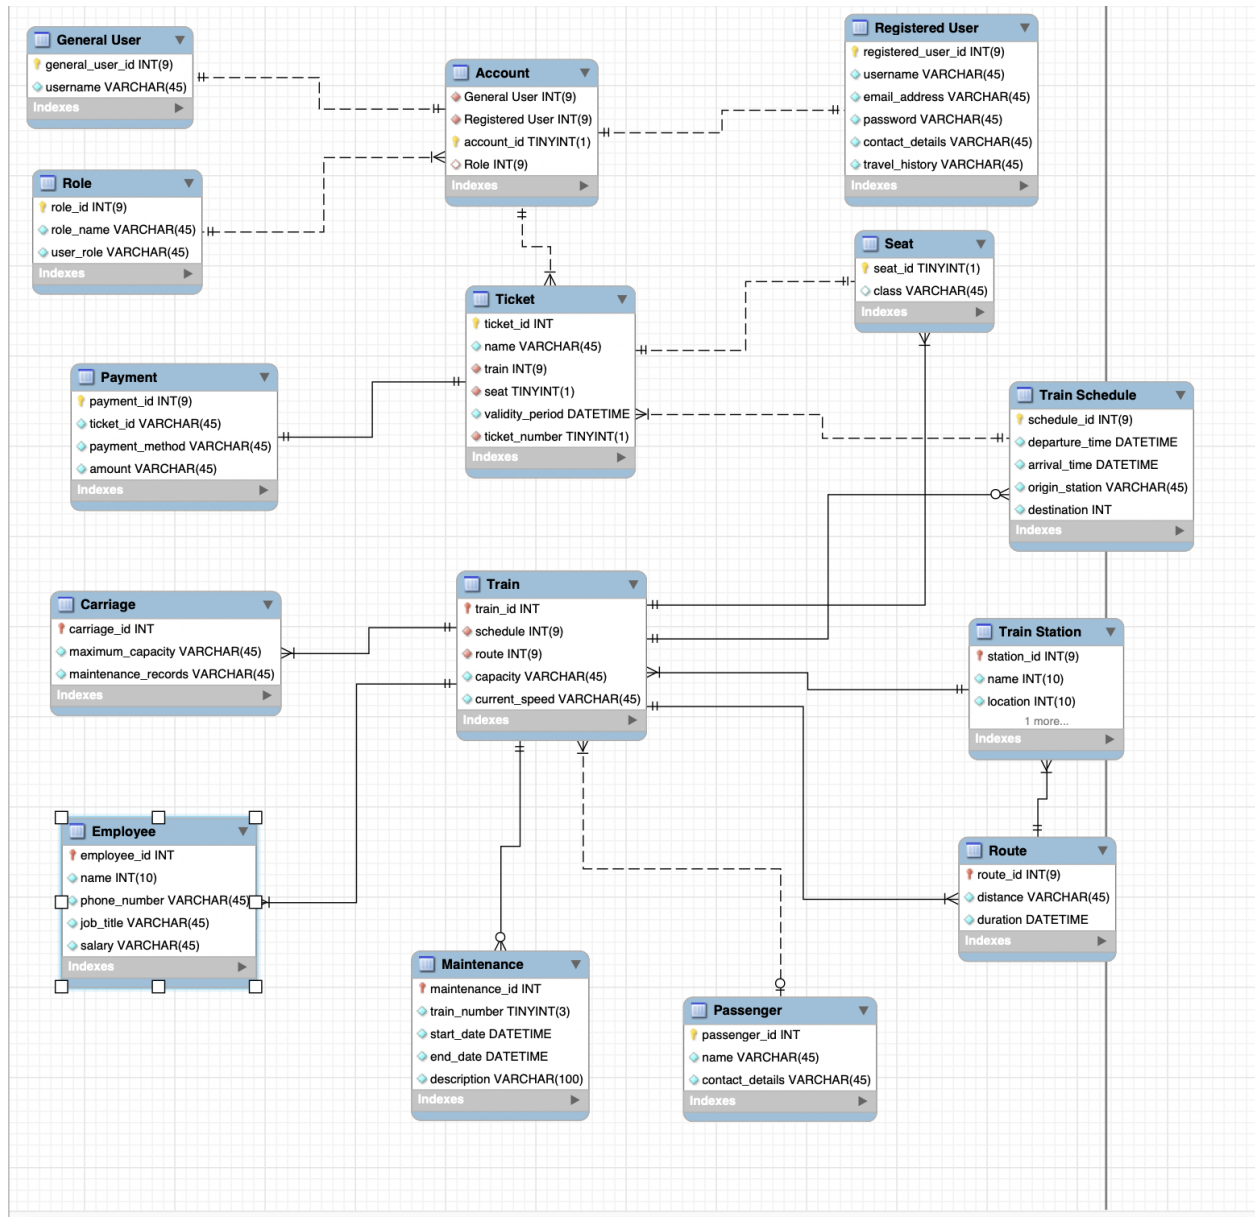 General User
general_user_id INT(9)
username VARCHAR(45)
Indexes
Account
General User INT(9)
Registered User INT(9)
account_id TINYINT(1)
Role INT(9)
Indexes
Registered User
registered_user_id INT(9)
username VARCHAR(45)
email_address VARCHAR(45)
password VARCHAR(45)
contact_details VARCHAR(45)
travel_history VARCHAR(45)
Indexes
Role
role_id INT(9)
role_name VARCHAR(45)
user_role VARCHAR(45)
Indexes
Seat
seat_id TINYINT(1)
class VARCHAR(45)
Indexes
Ticket
ticket_id INT
name VARCHAR(45)
train INT(9)
seat TINYINT(1)
validity_period DATETIME
ticket_number TINYINT(1)
Indexes
Payment
payment_id INT(9)
ticket_id VARCHAR(45)
payment_method VARCHAR(45)
amount VARCHAR(45)
Indexes
Train Schedule
schedule_id INT(9)
departure_time DATETIME
arrival_time DATETIME
origin_station VARCHAR(45)
destination INT
Indexes
Carriage
carriage_id INT
maximum_capacity VARCHAR(45)
maintenance_records VARCHAR(45)
Indexes
Train
train_id INT
schedule INT(9)
route INT(9)
capacity VARCHAR(45)
current_speed VARCHAR(45)
Indexes
Train Station
station_id INT(9)
name INT(10)
location INT(10)
1 more...
Indexes
Employee
employee_id INT
name INT(10)
phone_number VARCHAR(45)
job_title VARCHAR(45)
salary VARCHAR(45)
Indexes
Route
route_id INT(9)
distance VARCHAR(45)
duration DATETIME
Indexes
Maintenance
maintenance_id INT
train_number TINYINT(3)
start_date DATETIME
end_date DATETIME
description VARCHAR(100)
Indexes
Passenger
passenger_id INT
name VARCHAR(45)
contact_details VARCHAR(45)
Indexes